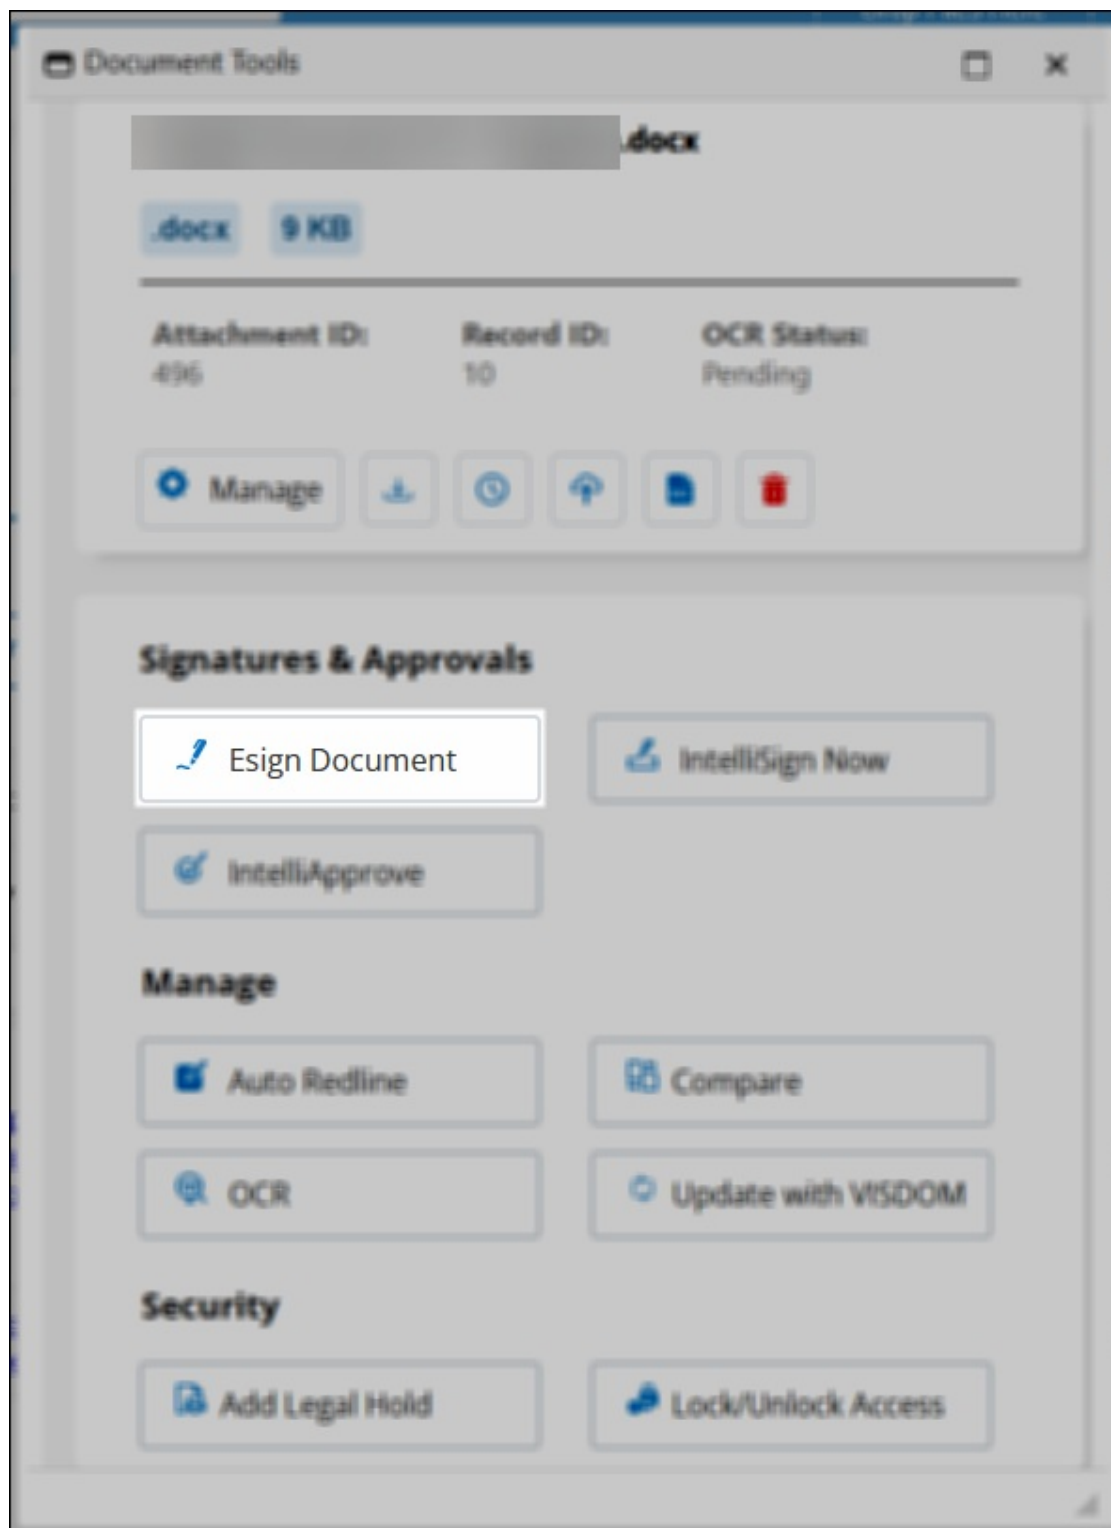 Document Tools
.docx
.docx 9 KB
Attachment ID: Record ID: OCR Status:
496 10 Pending
Manage
Signatures & Approvals
Esign Document IntelliSign Now
IntelliApprove
Manage
Auto Redline Compare
OCR Update with VISDOM
Security
Add Legal Hold Lock/Unlock Access